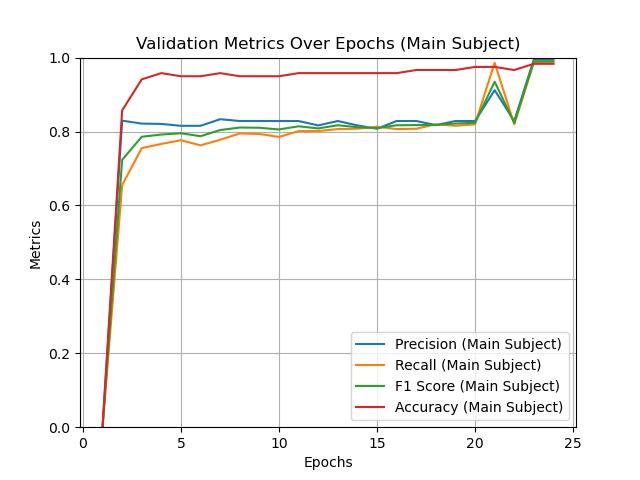 Validation Metrics Over Epochs (Main Subject)
1.0
0.8
0.6
0.4
0.2
0.0
Metrics
Precision (Main Subject)
Recall (Main Subject)
F1 Score (Main Subject)
Accuracy (Main Subject)
0 5 10 15 20 25
Epochs